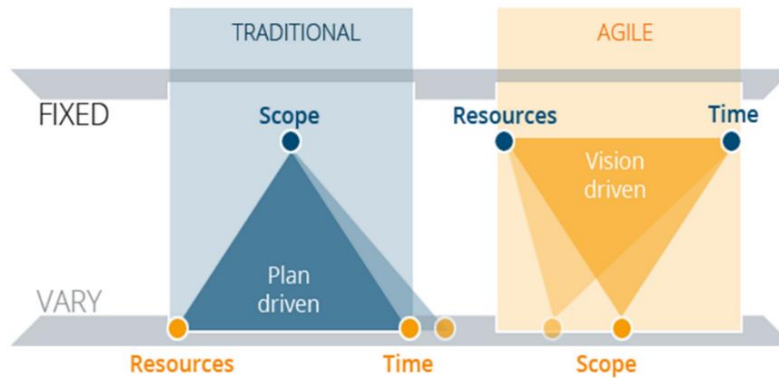 TRADITIONAL
AGILE
FIXED
Scope
Resources
Time
Vision
driven
Plan
driven
VARY
Resources
Time
Scope